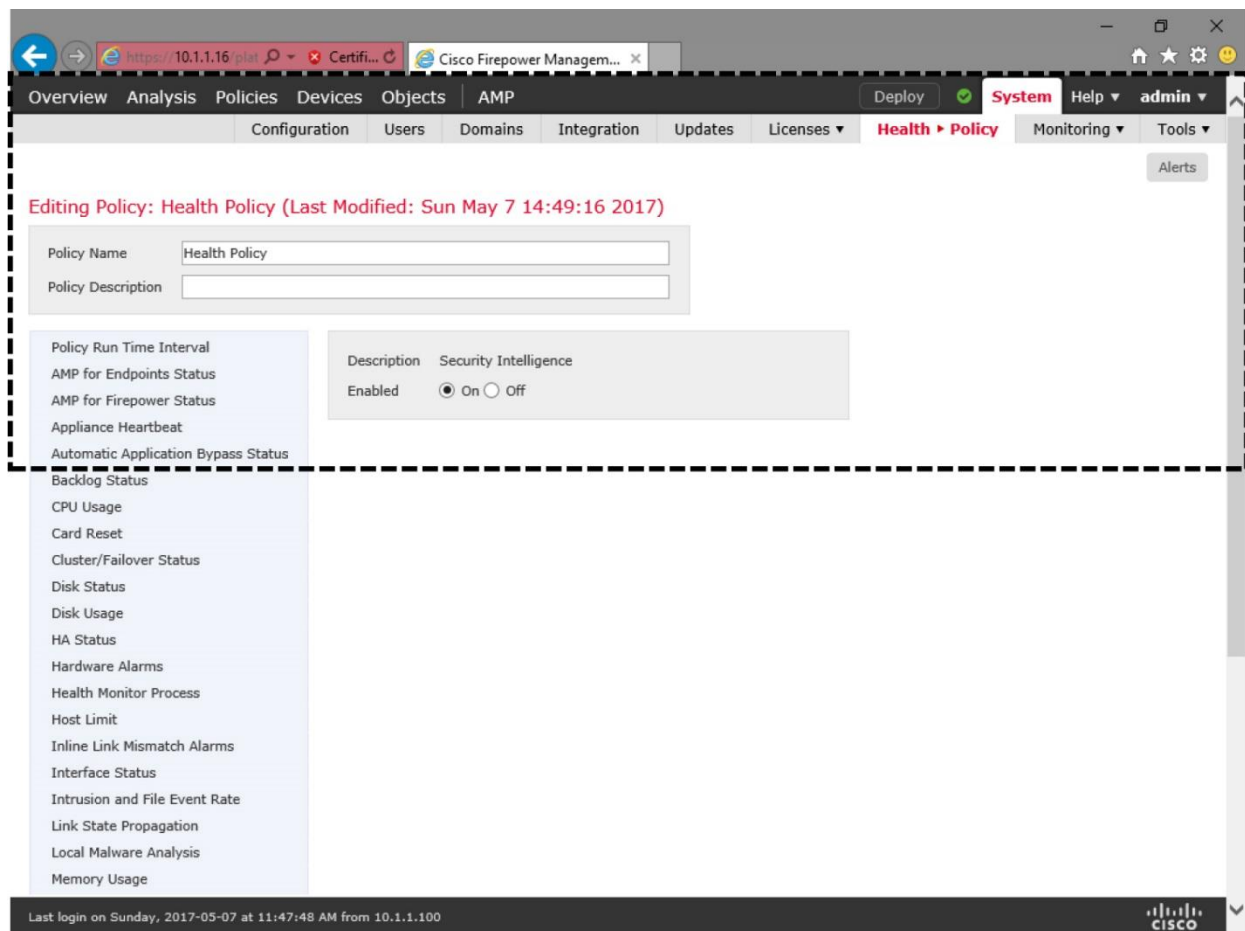 https://10.1.1.16/plat Certifi... Cisco Firepower Managem...
Overview Analysis Policies Devices Objects AMP Deploy System Help admin
Configuration Users Domains Integration Updates Licenses Health Policy Monitoring Tools
Alerts
Editing Policy: Health Policy (Last Modified: Sun May 7 14:49:16 2017)
Policy Name Health Policy
Policy Description
Policy Run Time Interval
AMP for Endpoints Status
AMP for Firepower Status
Appliance Heartbeat
Automatic Application Bypass Status
Backlog Status
CPU Usage
Card Reset
Cluster/Failover Status
Disk Status
Disk Usage
HA Status
Hardware Alarms
Health Monitor Process
Host Limit
Inline Link Mismatch Alarms
Interface Status
Intrusion and File Event Rate
Link State Propagation
Local Malware Analysis
Memory Usage
Description Security Intelligence
Enabled On Off
Last login on Sunday, 2017-05-07 at 11:47:48 AM from 10.1.1.100
CISCO